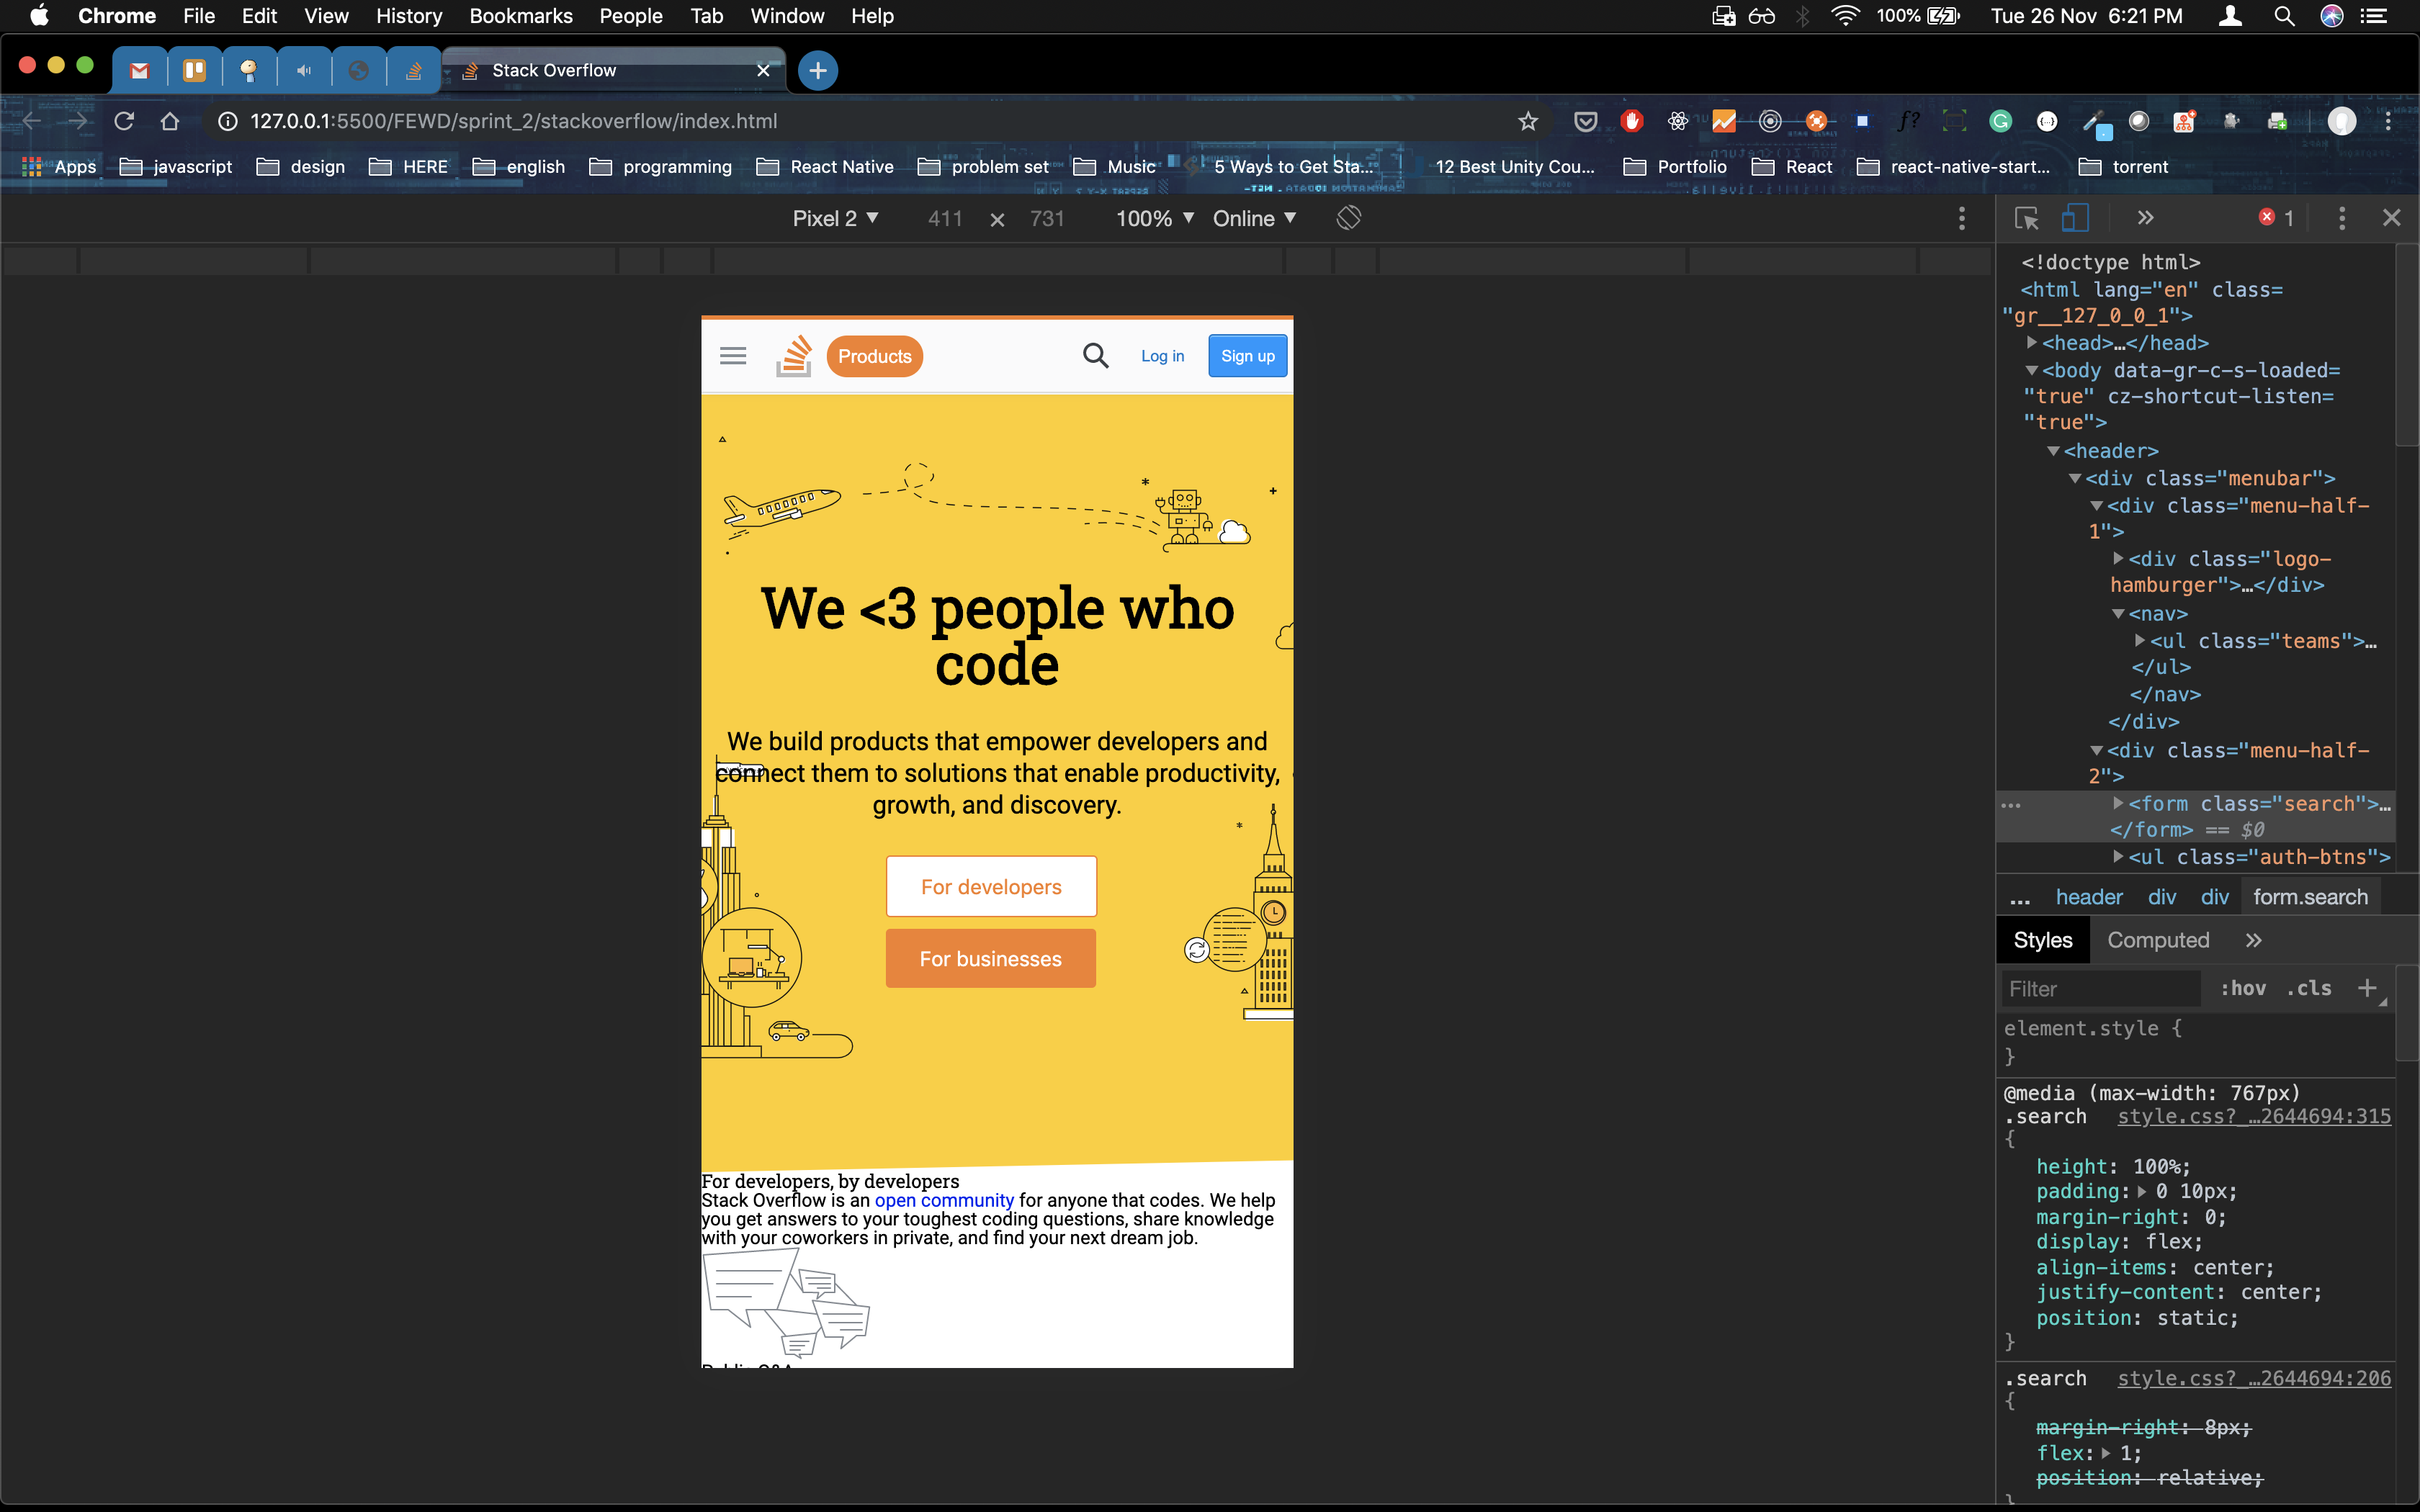 Chrome File Edit View History Bookmarks People Tab Window Help 100% Tue 26 Nov 6:21 PM
Stack Overflow
127.0.0.1:5500/FEWD/sprint_2/stackoverflow/index.html
Apps javascript design HERE english programming React Native problem set Music 5 Ways to Get Sta... 12 Best Unity Cou... Portfolio React react-native-start... torrent
Pixel 2 411 × 731 100% Online
1
<!doctype html>
<html lang="en" class=
"gr__127_0_0_1">
<head>…</head>
<body data-gr-c-s-loaded=
"true" cz-shortcut-listen=
"true">
<header>
<div class="menubar">
<div class="menu-half-
1">
<div class="logo-
hamburger">…</div>
<nav>
<ul class="teams">…
</ul>
</nav>
</div>
<div class="menu-half-
2">
… <form class="search">…
</form> == $0
<ul class="auth-btns">
… header div div form.search
Styles Computed
Filter :hov .cls +
element.style {
}
@media (max-width: 767px)
.search style.css?_…2644694:315
{
height: 100%;
padding: 0 10px;
margin-right: 0;
display: flex;
align-items: center;
justify-content: center;
position: static;
}
.search style.css?_…2644694:206
{
margin-right: 8px;
flex: 1;
position: relative;
}
Products Log in Sign up
We <3 people who
code
We build products that empower developers and
connect them to solutions that enable productivity,
growth, and discovery.
For developers
For businesses
For developers, by developers
Stack Overflow is an open community for anyone that codes. We help
you get answers to your toughest coding questions, share knowledge
with your coworkers in private, and find your next dream job.